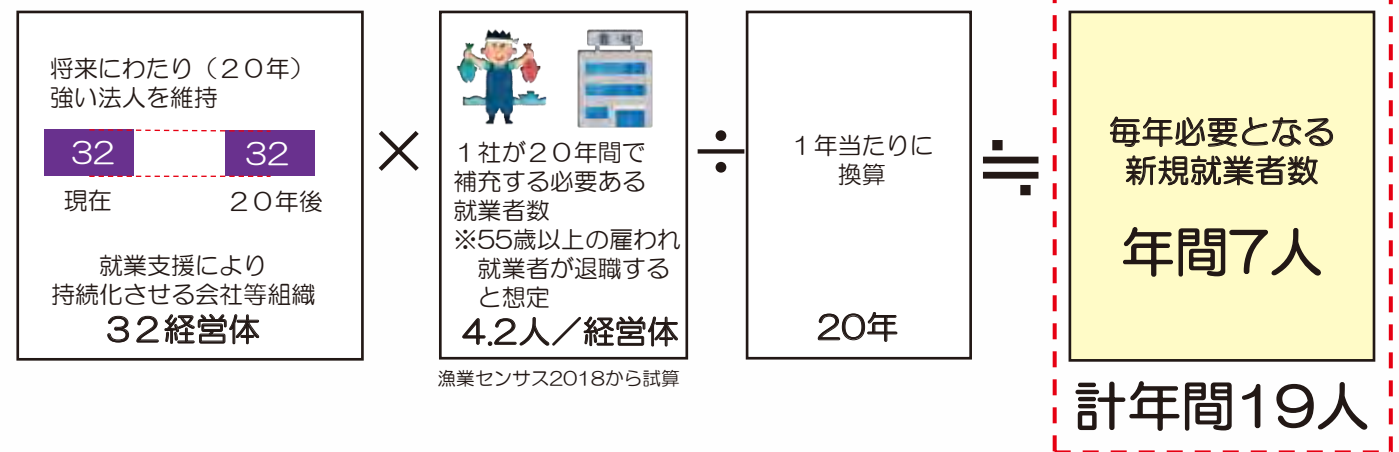 将来にわたり（２０年）
強い法人を維持
32
32
現在
２０年後
就業支援により
持続化させる会社等組織
３２経営体
×
１社が２０年間で
補充する必要ある
就業者数
※55歳以上の雇われ
就業者が退職する
と想定
4.2人／経営体
漁業センサス2018から試算
÷
１年当たりに
換算
20年
≒
毎年必要となる
新規就業者数
年間7人
計年間19人